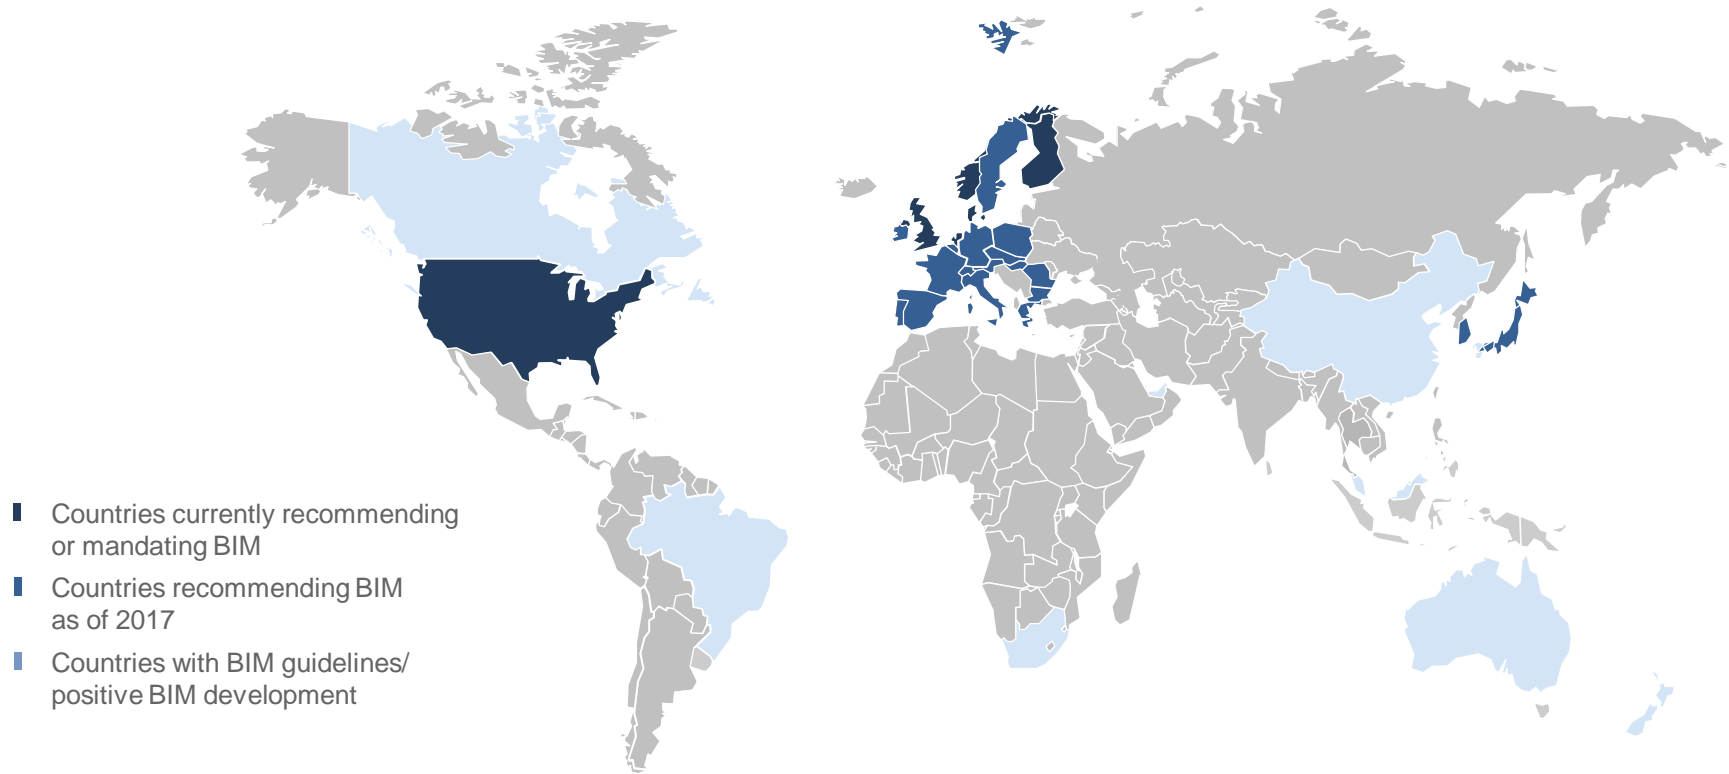 Countries currently recommending
or mandating BIM
Countries recommending BIM
as of 2017
Countries with BIM guidelines/
positive BIM development